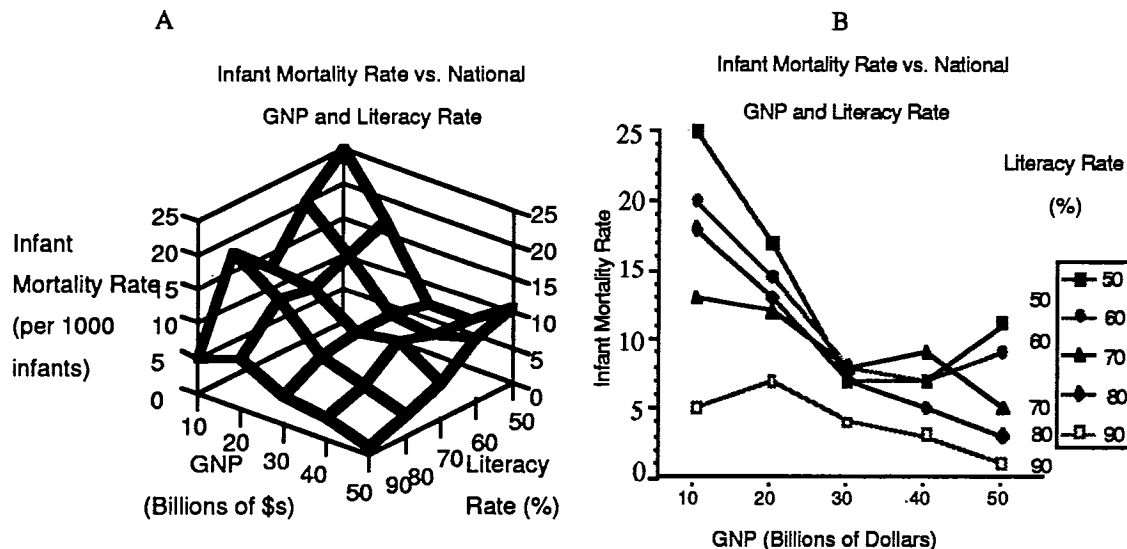 A
Infant Mortality Rate vs. National
GNP and Literacy Rate
25
20
15
10
5
0
Infant
Mortality Rate
(per 1000
infants)
25
20
15
10
5
0
10
20
30
40
50
GNP
(Billions of $s)
90
80
70
60
50
Literacy
Rate (%)
B
Infant Mortality Rate vs. National
GNP and Literacy Rate
25
20
15
10
5
0
Infant Mortality Rate
10 20 30 40 50
GNP (Billions of Dollars)
Literacy Rate
(%)
50
60
70
80
90
50
60
70
80
90